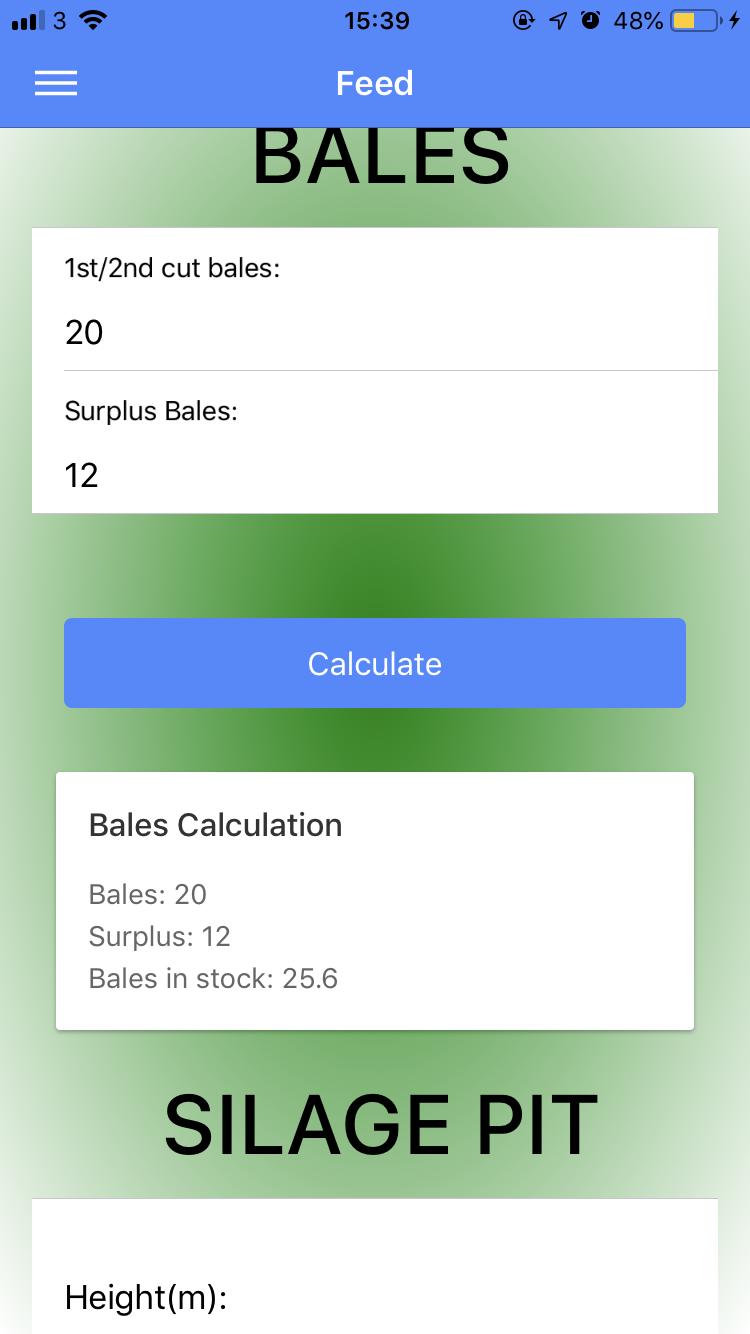 3 15:39 48%
Feed
BALES
1st/2nd cut bales:
20
Surplus Bales:
12
Calculate
Bales Calculation
Bales: 20
Surplus: 12
Bales in stock: 25.6
SILAGE PIT
Height(m):